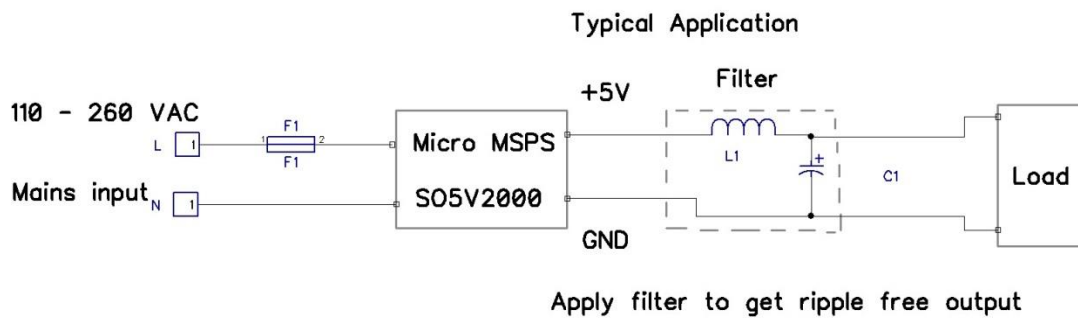 Typical Application
Filter
+5V
110 - 260 VAC
F1
1 2
L 1
F1
Micro MSPS
L1
+
C1
Load
Mains input
N 1
SO5V2000
GND
Apply filter to get ripple free output